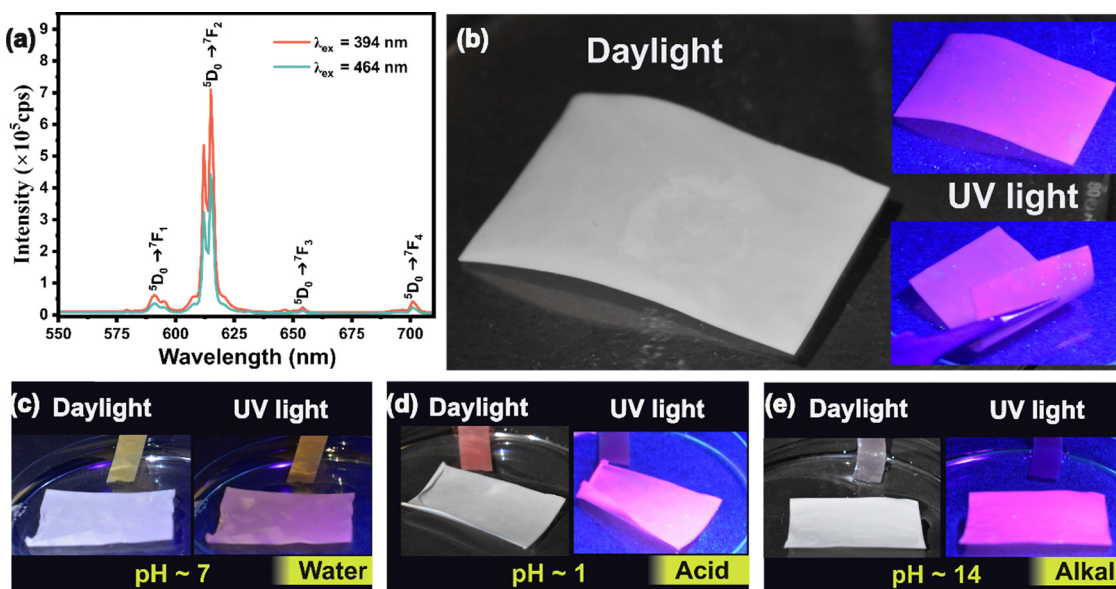 (a)
λex = 394 nm
λex = 464 nm
⁵D₀→⁷F₂
⁵D₀→⁷F₁
⁵D₀→⁷F₃
⁵D₀→⁷F₄
Intensity (×10⁵cps)
9
8
7
6
5
4
3
2
1
0
550
575
600
625
650
675
700
Wavelength (nm)
(b)
Daylight
UV light
(c)
Daylight
UV light
pH ~ 7
Water
(d)
Daylight
UV light
pH ~ 1
Acid
(e)
Daylight
UV light
pH ~ 14
Alkal